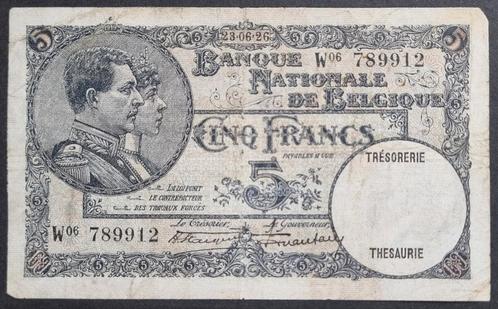 5
23-06-26
5
BANQUE
NATIONALE
DE BELGIQUE
W06 789912
CINQ FRANCS
PAYABLES À VUE
5
TRÉSORERIE
LA LOI PUNIT
LE CONTREFACTEUR
DES TRAVAUX FORCÉS
Le Trésorier, Le Gouverneur,
W06 789912
THESAURIE